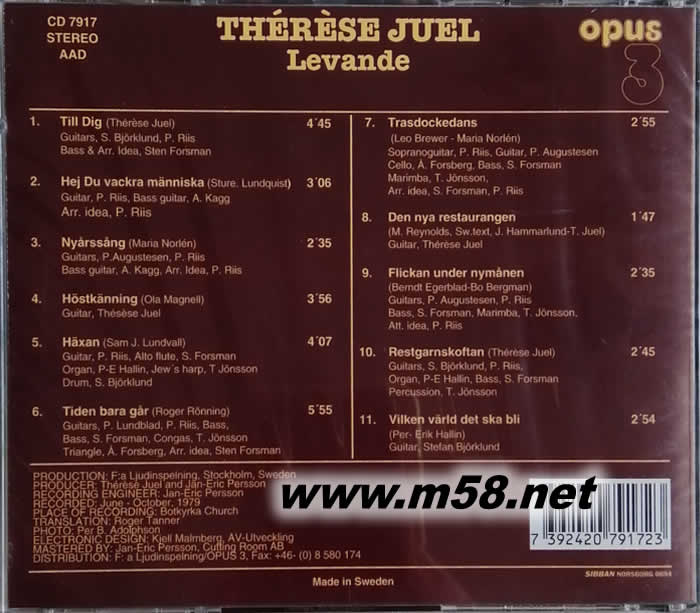 CD 7917
STEREO
AAD
THÉRÈSE JUEL
Levande
opus
3
1. Till Dig (Thérèse Juel) 4´45
Guitars, S. Björklund, P. Riis
Bass & Arr. Idea, Sten Forsman
2. Hej Du vackra människa (Sture. Lundquist) 3´06
Guitar, P. Riis, Bass guitar, A. Kagg
Arr. idea, P. Riis
3. Nyårssång (Maria Norlén) 2´35
Guitars, P.Augustesen, P. Riis
Bass guitar, A. Kagg, Arr. Idea, P. Riis
4. Höstkänning (Ola Magnell) 3´56
Guitar, Thésèse Juel
5. Häxan (Sam J. Lundvall) 4´07
Guitar, P. Riis, Alto flute, S. Forsman
Organ, P-E Hallin, Jew´s harp, T Jönsson
Drum, S. Björklund
6. Tiden bara går (Roger Rönning) 5´55
Guitars, P. Lundblad, P. Riis, Bass,
Bass, S. Forsman, Congas, T. Jönsson
Triangle, Å. Forsberg, Arr. idea, Sten Forsman
7. Trasdockedans 2´55
(Leo Brewer - Maria Norlén)
Sopranoguitar, P. Riis, Guitar, P. Augustesen
Cello, Å. Forsberg, Bass, S. Forsman
Marimba, T. Jönsson,
Arr. idea, S. Forsman, P. Riis
8. Den nya restaurangen 1´47
(M. Reynolds, Sw.text, J. Hammarlund-T. Juel)
Guitar, Thérèse Juel
9. Flickan under nymånen 2´35
(Berndt Egerblad-Bo Bergman)
Guitars, P. Augustesen, P. Riis
Bass, S. Forsman, Marimba, T. Jönsson,
Att. idea, P. Riis
10. Restgarnskoftan (Thérèse Juel) 2´45
Guitars, S. Björklund, P. Riis,
Organ, P-E Hallin, Bass, S. Forsman
Percussion, T. Jönsson
11. Vilken värld det ska bli 2´54
(Per- Erik Hallin)
Guitar, Stefan Björklund
PRODUCTION: F:a Ljudinspelning, Stockholm, Sweden
PRODUCER: Thérèse Juel and Jan-Eric Persson
RECORDING ENGINEER: Jan-Eric Persson
RECORDED: June - October, 1979
PLACE OF RECORDING: Botkyrka Church
TRANSLATION: Roger Tanner
PHOTO: Per B. Adolphson
ELECTRONIC DESIGN: Kjell Malmberg, AV-Utveckling
MASTERED BY: Jan-Eric Persson, Cutting Room AB
DISTRIBUTION: F: a Ljudinspelning/OPUS 3, Fax: +46- (0) 8 580 174
www.m58.net
7 392420 791723
Made in Sweden
SIBBAN NORSBORG 0694